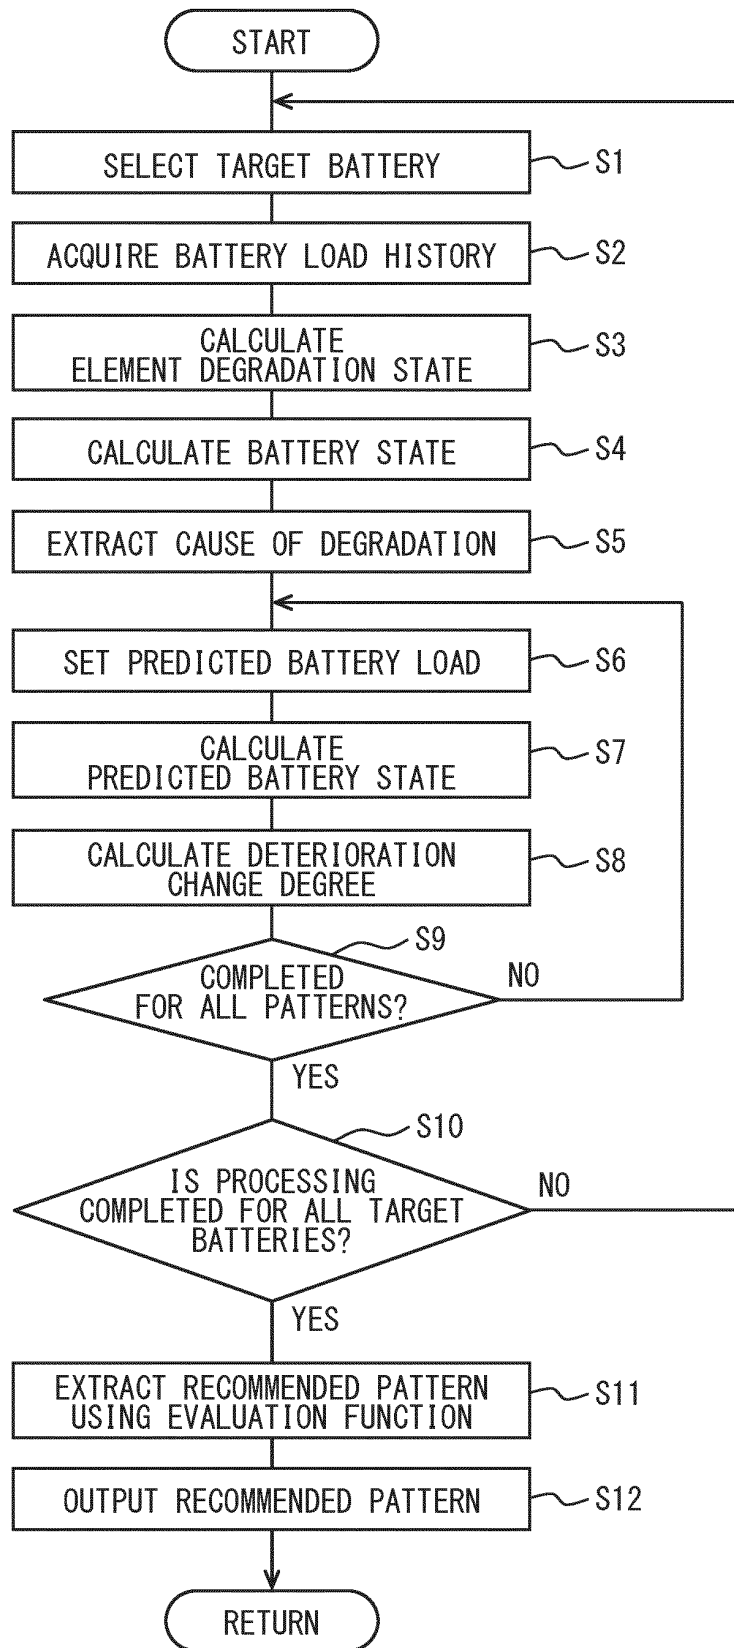 START
SELECT TARGET BATTERY
S1
ACQUIRE BATTERY LOAD HISTORY
S2
CALCULATE
ELEMENT DEGRADATION STATE
S3
CALCULATE BATTERY STATE
S4
EXTRACT CAUSE OF DEGRADATION
S5
SET PREDICTED BATTERY LOAD
S6
CALCULATE
PREDICTED BATTERY STATE
S7
CALCULATE DETERIORATION
CHANGE DEGREE
S8
S9
COMPLETED
FOR ALL PATTERNS?
NO
YES
S10
IS PROCESSING
COMPLETED FOR ALL TARGET
BATTERIES?
NO
YES
EXTRACT RECOMMENDED PATTERN
USING EVALUATION FUNCTION
S11
OUTPUT RECOMMENDED PATTERN
S12
RETURN